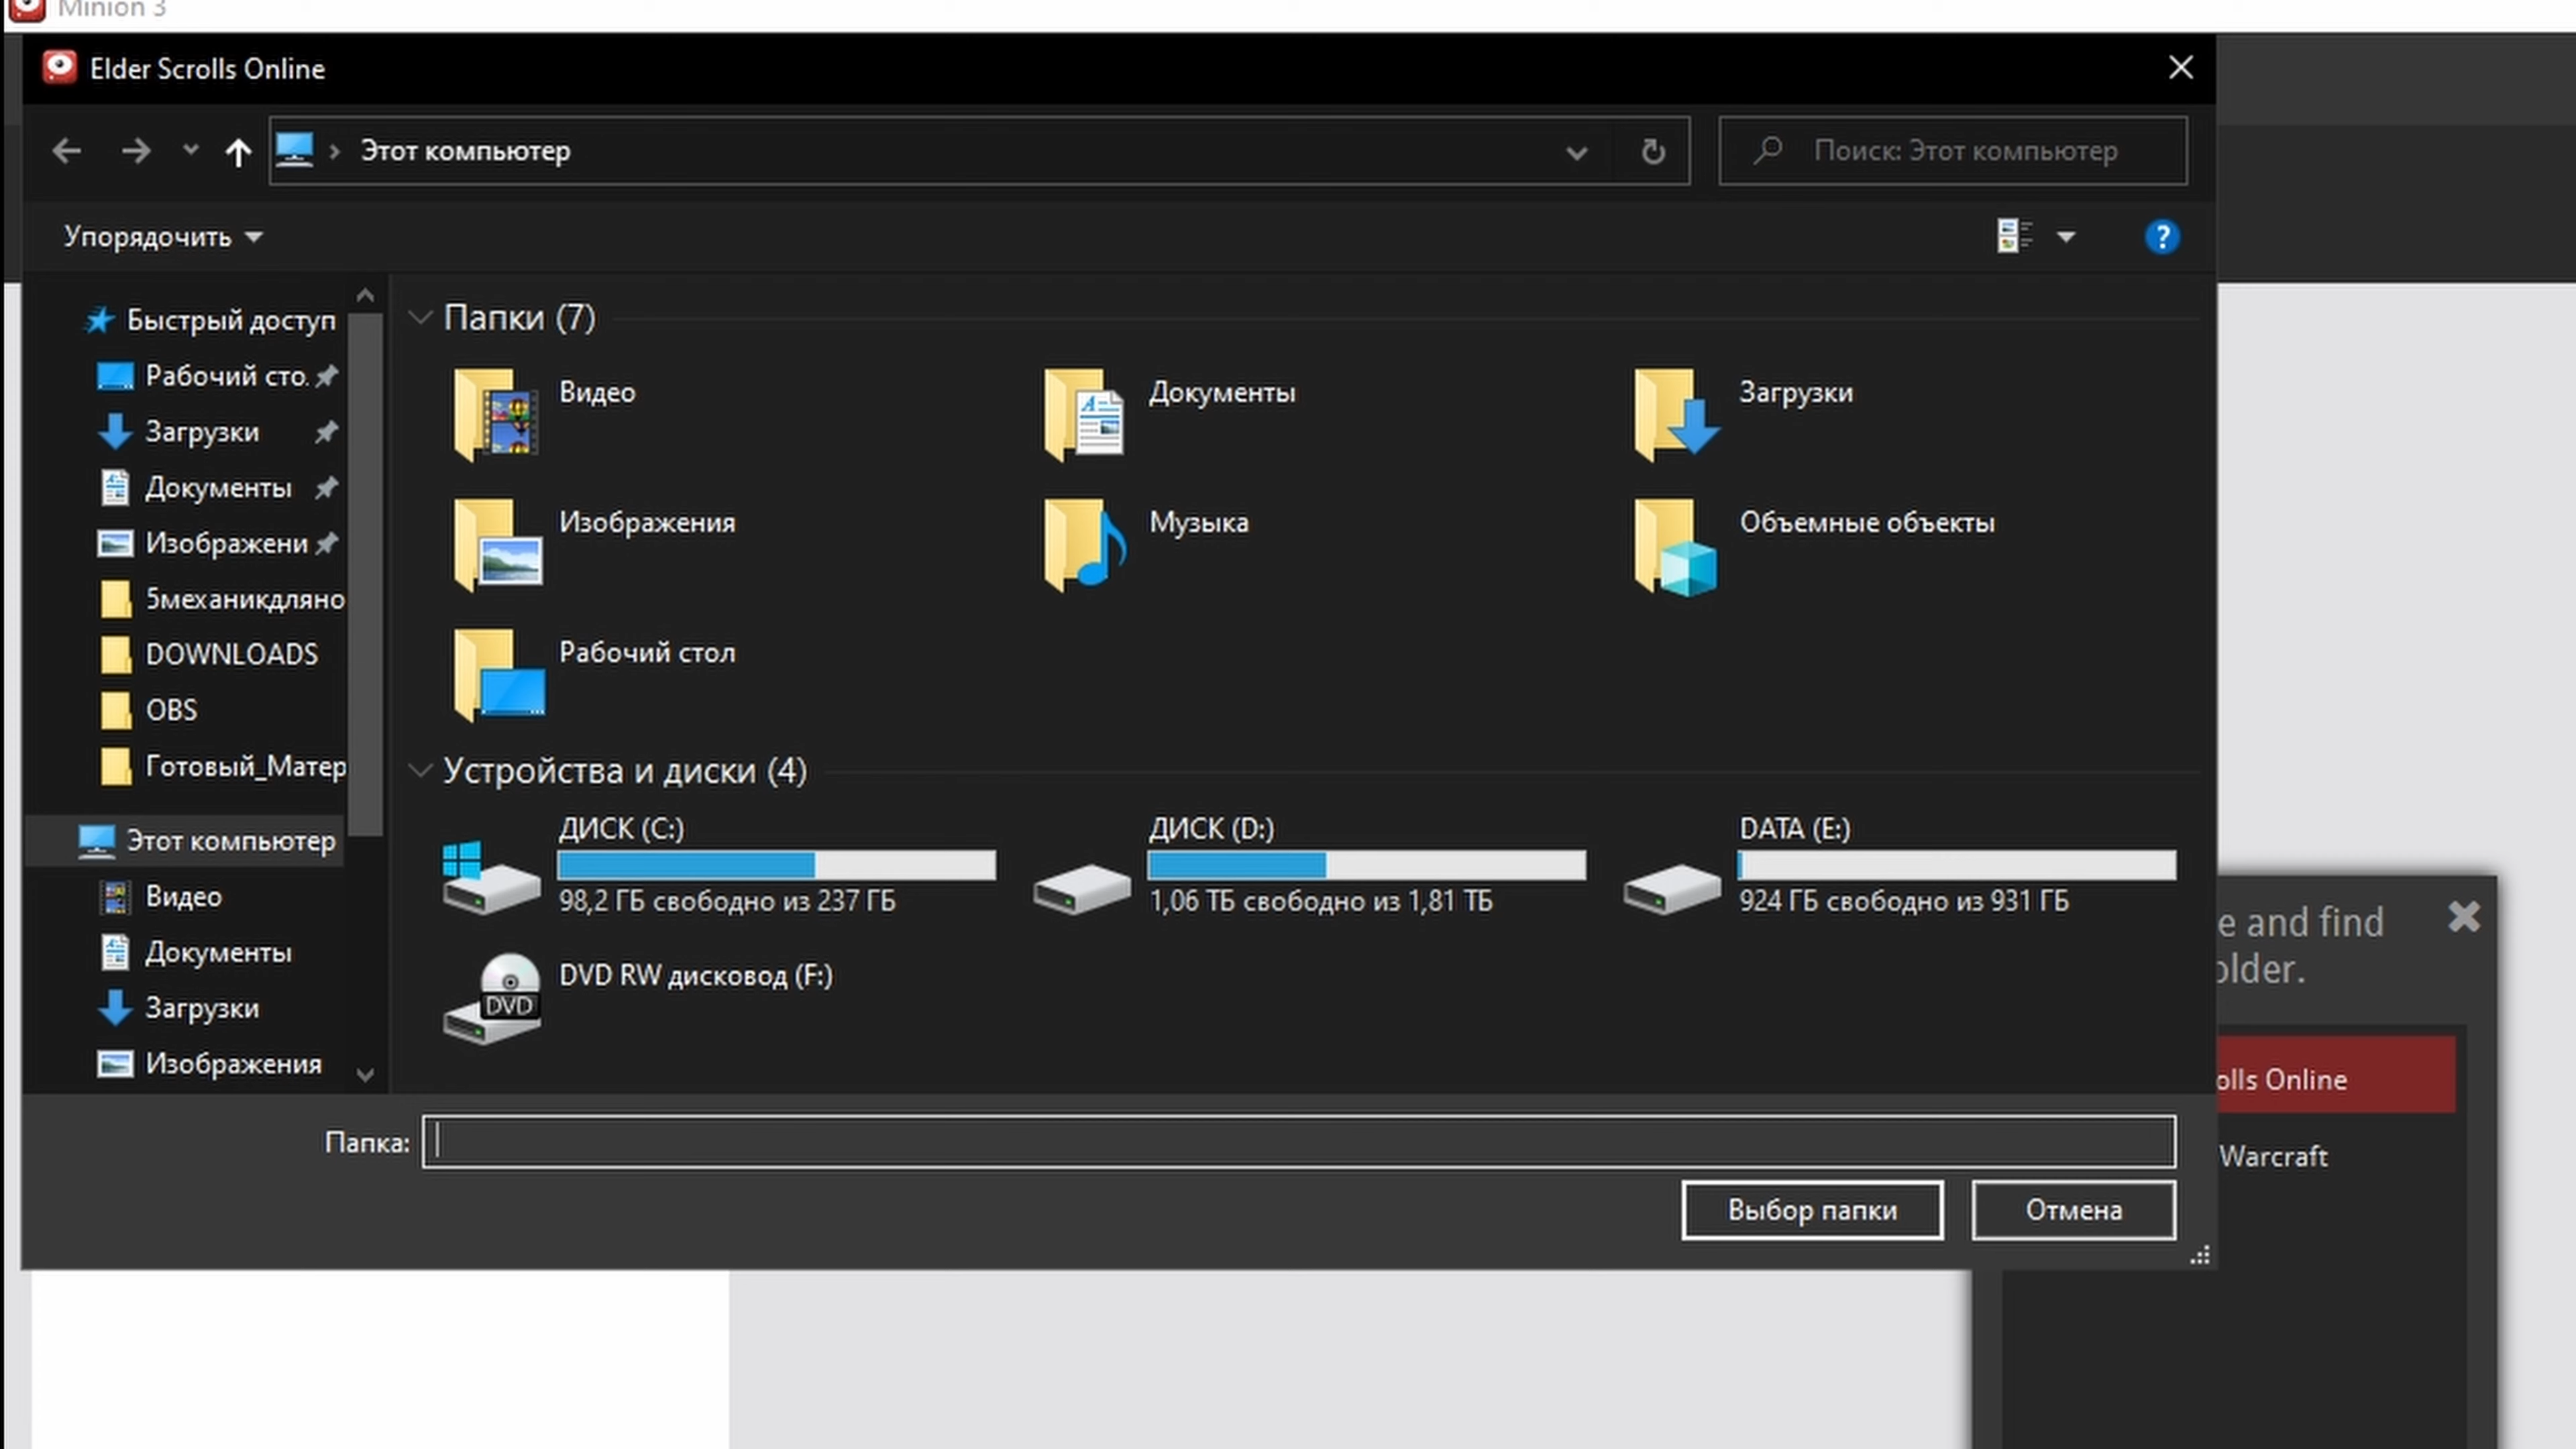 Minion 3
Elder Scrolls Online
Этот компьютер
Поиск: Этот компьютер
Упорядочить
Быстрый доступ
Рабочий сто.
Загрузки
Документы
Изображени
5механикдляно
DOWNLOADS
OBS
Готовый_Матер
Этот компьютер
Видео
Документы
Загрузки
Изображения
Папки (7)
Видео
Документы
Загрузки
Изображения
Музыка
Объемные объекты
Рабочий стол
Устройства и диски (4)
ДИСК (C:)
98,2 ГБ свободно из 237 ГБ
ДИСК (D:)
1,06 ТБ свободно из 1,81 ТБ
DATA (E:)
924 ГБ свободно из 931 ГБ
DVD RW дисковод (F:)
DVD
Папка:
Выбор папки
Отмена
e and find
older.
olls Online
Warcraft